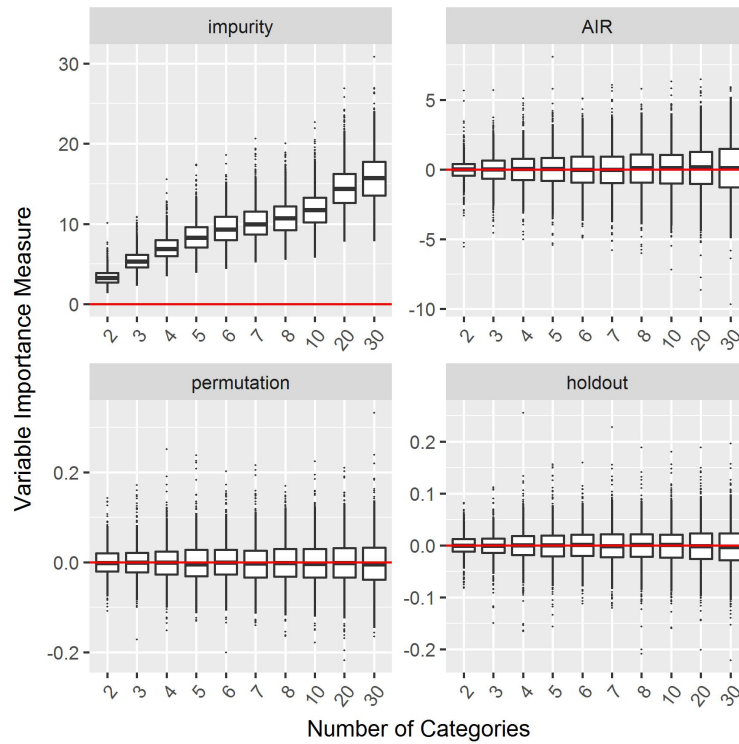 impurity
AIR
30
20
10
0
5
0
-5
-10
2 3 4 5 6 7 8 10 20 30
2 3 4 5 6 7 8 10 20 30
permutation
holdout
0.2
0.0
-0.2
0.2
0.1
0.0
-0.1
-0.2
2 3 4 5 6 7 8 10 20 30
2 3 4 5 6 7 8 10 20 30
Variable Importance Measure
Number of Categories